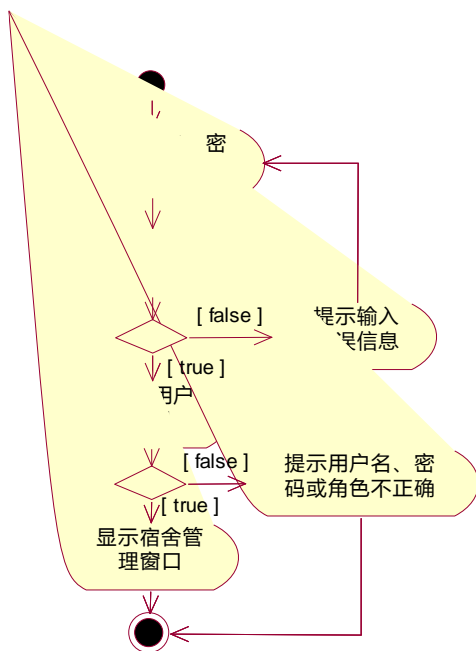 密
[ false ]
提示输入
误信息
[ true ]
用户
[ false ]
提示用户名、密
码或角色不正确
[ true ]
显示宿舍管
理窗口